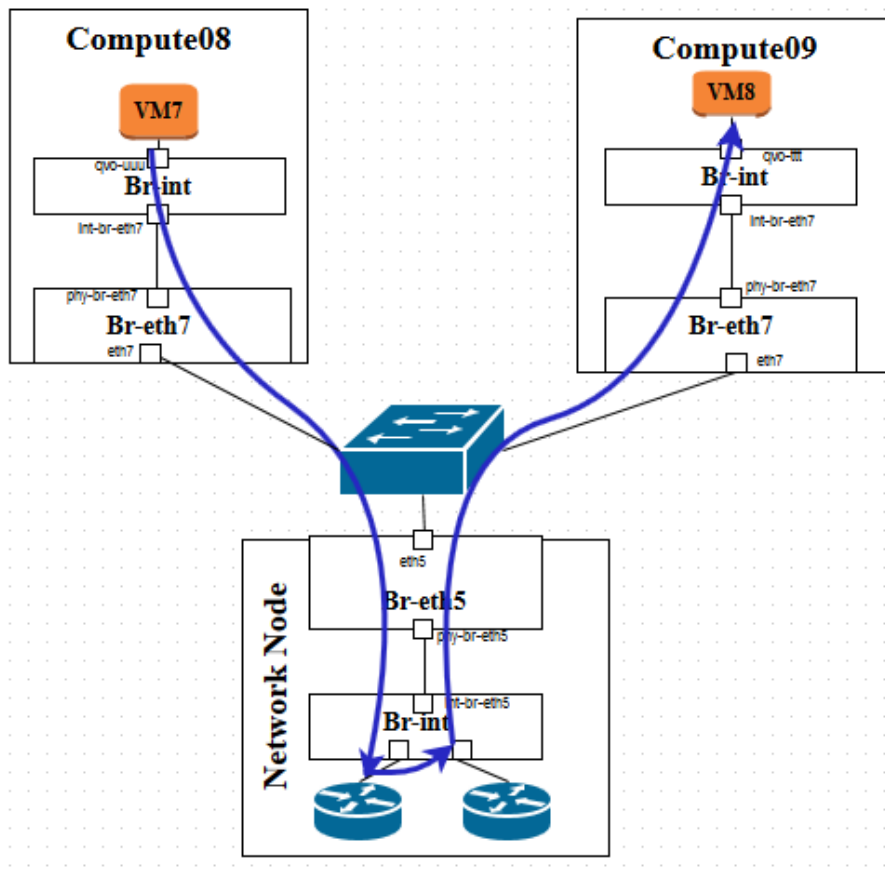 Compute08
VM7
qvo-uuu
Br-int
Int-br-eth7
phy-br-eth7
Br-eth7
eth7
Compute09
VM8
qvo-ttt
Br-int
Int-br-eth7
phy-br-eth7
Br-eth7
eth7
Network Node
eth5
Br-eth5
phy-br-eth5
Int-br-eth5
Br-int